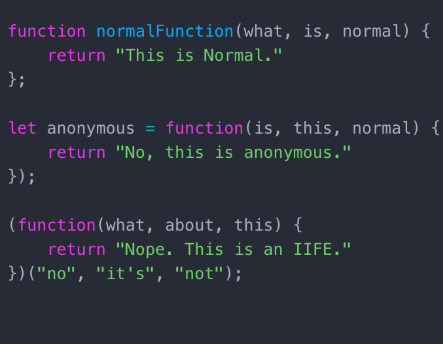 function normalFunction(what, is, normal) {
    return "This is Normal."
};

let anonymous = function(is, this, normal) {
    return "No, this is anonymous."
});

(function(what, about, this) {
    return "Nope. This is an IIFE."
})("no", "it's", "not");